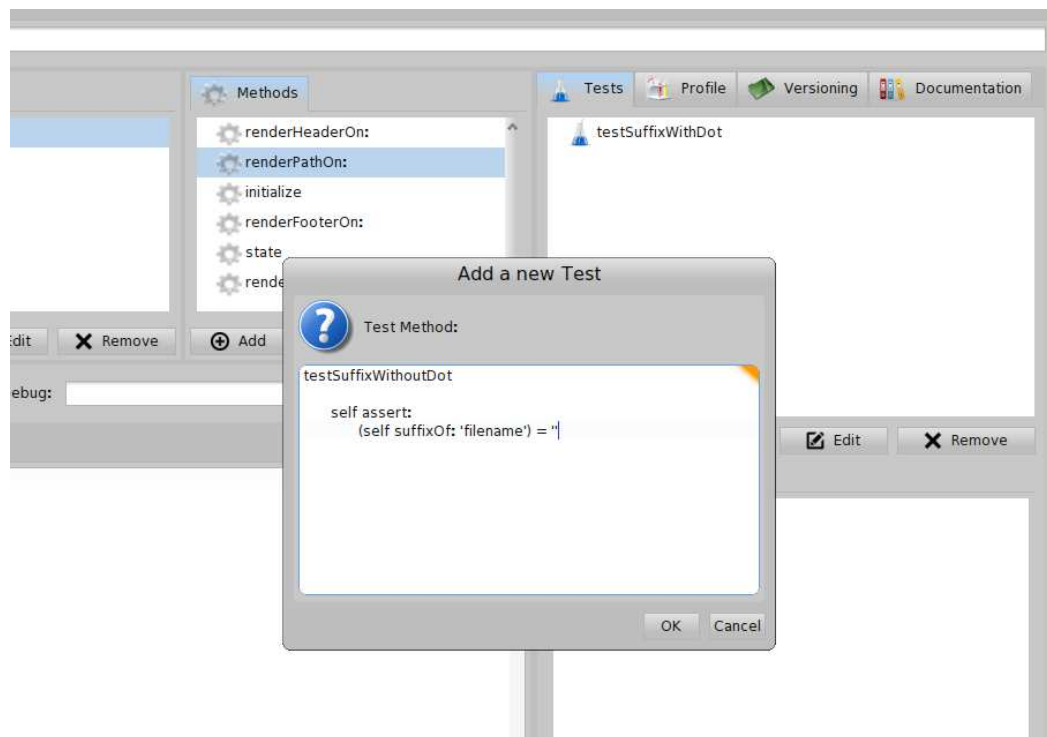 Methods
Tests
Profile
Versioning
Documentation
renderHeaderOn:
renderPathOn:
initialize
renderFooterOn:
state
rende
testSuffixWithDot
Edit
Remove
Add
ebug:
Edit
Remove
Add a new Test
Test Method:
testSuffixWithoutDot
self assert:
(self suffixOf: 'filename') = ''
OK
Cancel